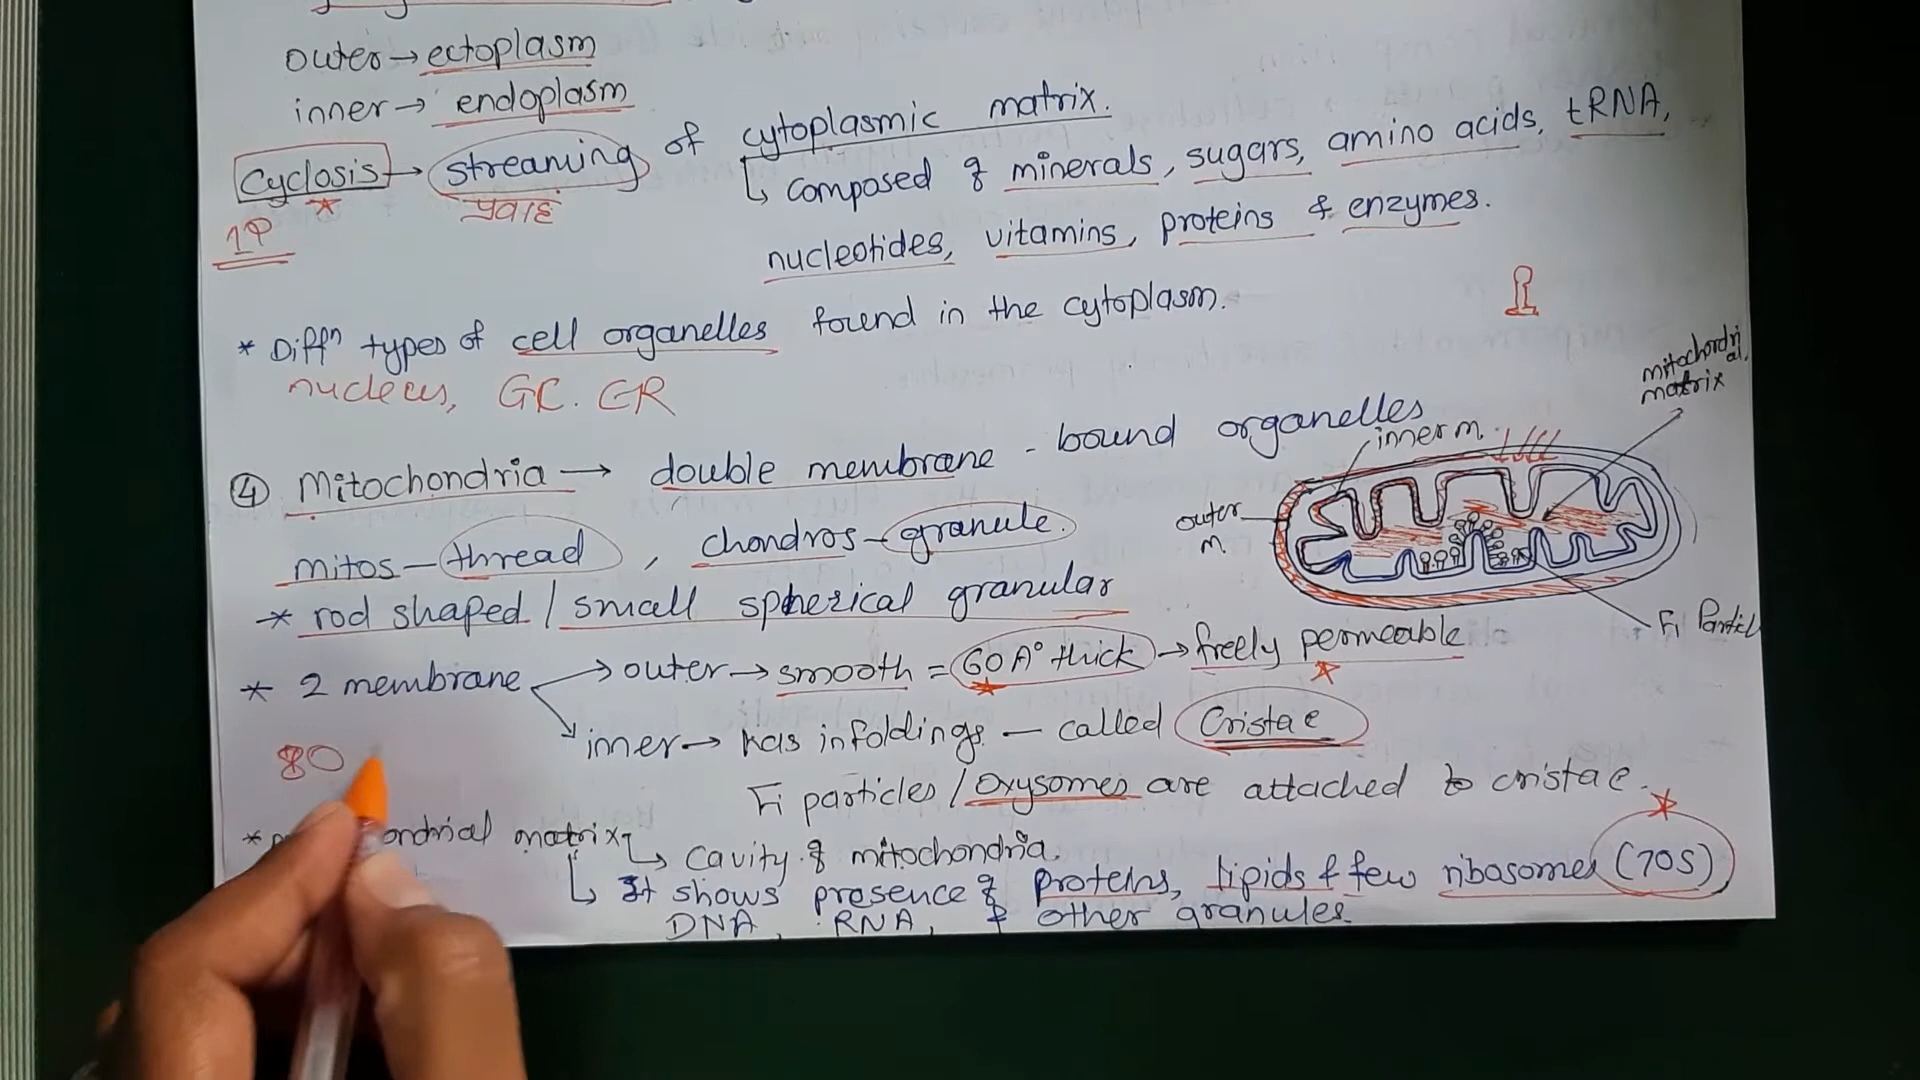 outer → ectoplasm
inner → endoplasm
Cyclosis → streaming of cytoplasmic matrix.
↳ composed of minerals, sugars, amino acids, tRNA,
nucleotides, vitamins, proteins & enzymes.
1P
* Diffⁿ types of cell organelles found in the cytoplasm.
nucleus, GC. ER
④ Mitochondria → double membrane - bound organelles
mitos - thread, chondros - granule.
* rod shaped / small spherical granular
* 2 membrane → outer → smooth = 60A° thick → freely permeable
→ inner → has infoldings - called Cristae
F1 particles / oxysomes are attached to cristae.
80
* ondrial matrix ↳ cavity of mitochondria.
↳ It shows presence of proteins, lipids & few ribosomes (70S)
DNA, RNA, & other granules.
mitochondrial matrix
inner m.
outer m
F1 Particl